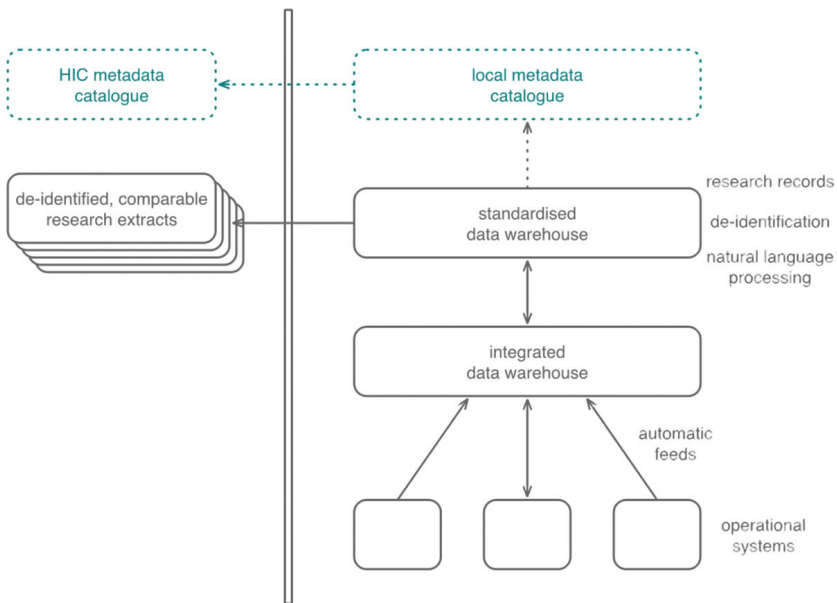 HIC metadata
catalogue
local metadata
catalogue
de-identified, comparable
research extracts
standardised
data warehouse
research records
de-identification
natural language
processing
integrated
data warehouse
automatic
feeds
operational
systems